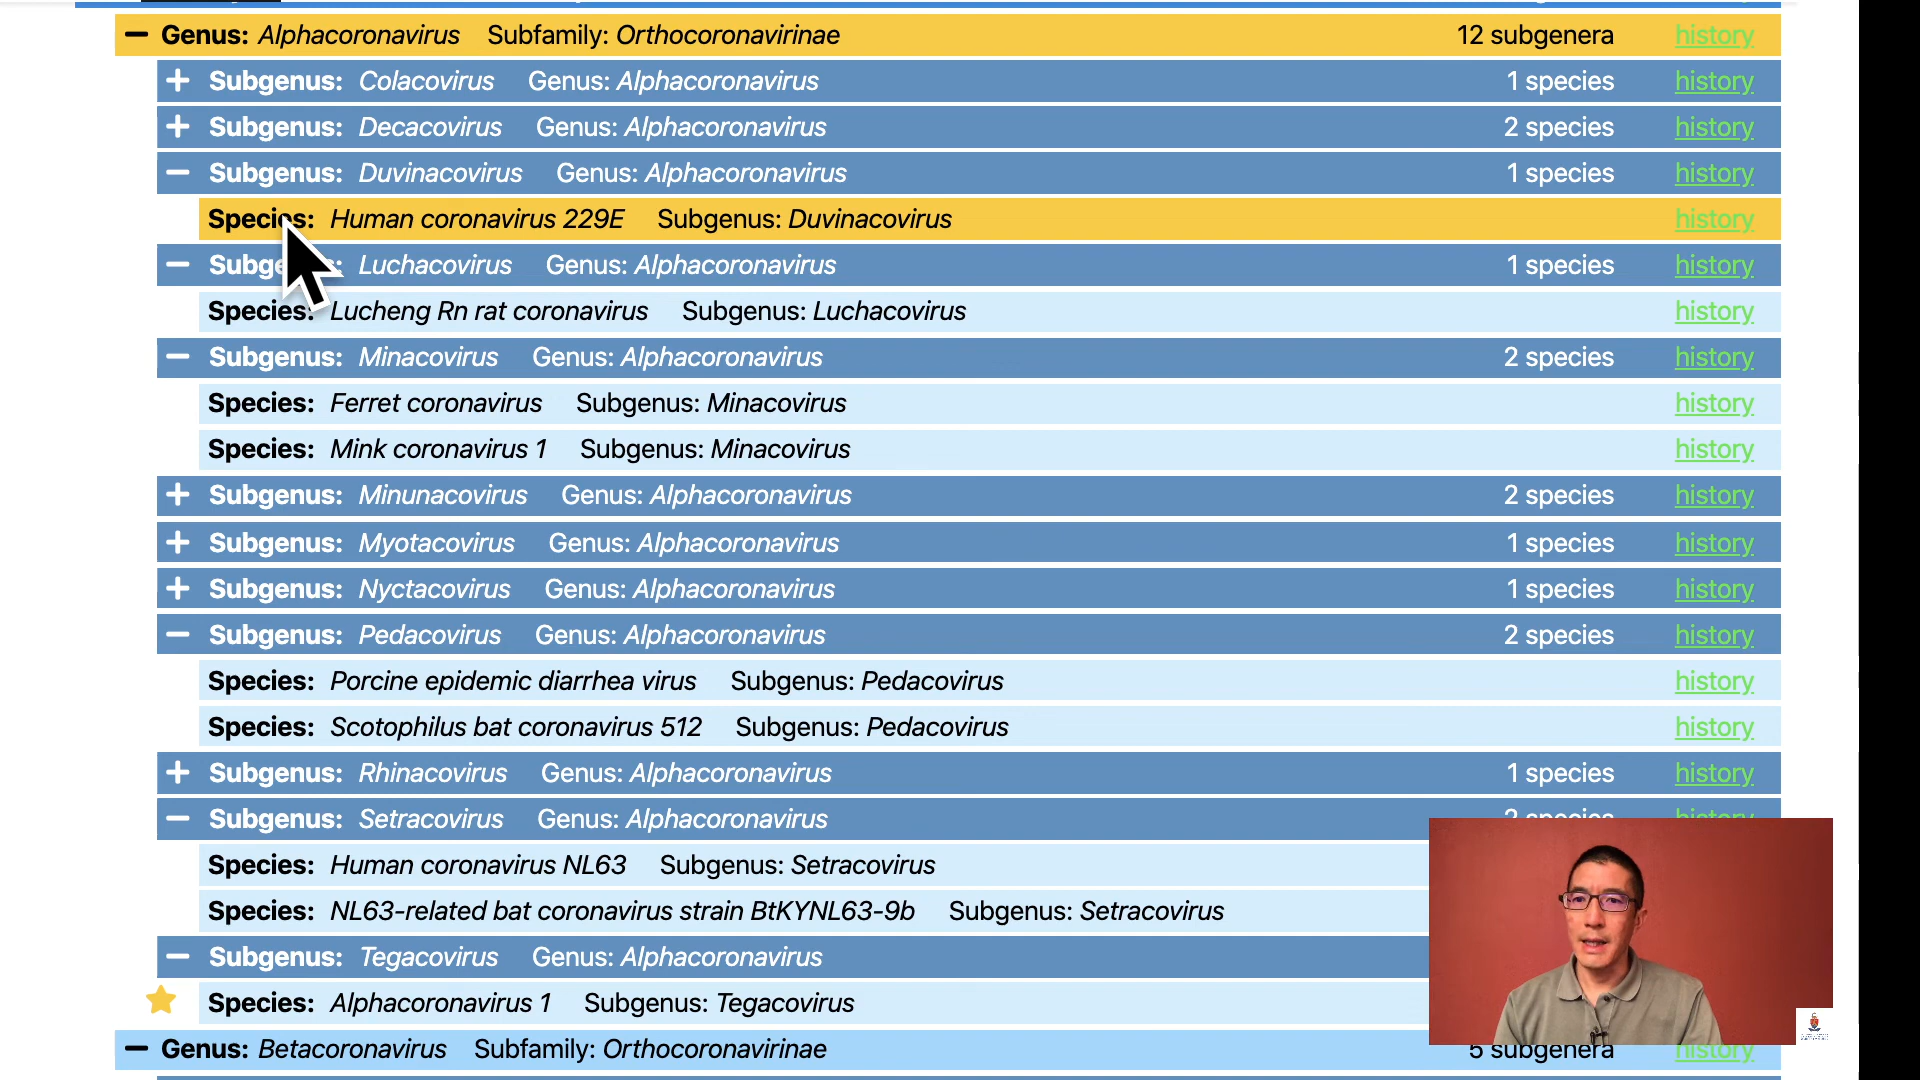 Genus: Alphacoronavirus Subfamily: Orthocoronavirinae 12 subgenera history
Subgenus: Colacovirus Genus: Alphacoronavirus 1 species history
Subgenus: Decacovirus Genus: Alphacoronavirus 2 species history
Subgenus: Duvinacovirus Genus: Alphacoronavirus 1 species history
Species: Human coronavirus 229E Subgenus: Duvinacovirus history
Subgenus: Luchacovirus Genus: Alphacoronavirus 1 species history
Species: Lucheng Rn rat coronavirus Subgenus: Luchacovirus history
Subgenus: Minacovirus Genus: Alphacoronavirus 2 species history
Species: Ferret coronavirus Subgenus: Minacovirus history
Species: Mink coronavirus 1 Subgenus: Minacovirus history
Subgenus: Minunacovirus Genus: Alphacoronavirus 2 species history
Subgenus: Myotacovirus Genus: Alphacoronavirus 1 species history
Subgenus: Nyctacovirus Genus: Alphacoronavirus 1 species history
Subgenus: Pedacovirus Genus: Alphacoronavirus 2 species history
Species: Porcine epidemic diarrhea virus Subgenus: Pedacovirus history
Species: Scotophilus bat coronavirus 512 Subgenus: Pedacovirus history
Subgenus: Rhinacovirus Genus: Alphacoronavirus 1 species history
Subgenus: Setracovirus Genus: Alphacoronavirus 2 species history
Species: Human coronavirus NL63 Subgenus: Setracovirus
Species: NL63-related bat coronavirus strain BtKYNL63-9b Subgenus: Setracovirus
Subgenus: Tegacovirus Genus: Alphacoronavirus
Species: Alphacoronavirus 1 Subgenus: Tegacovirus
Genus: Betacoronavirus Subfamily: Orthocoronavirinae 5 subgenera history